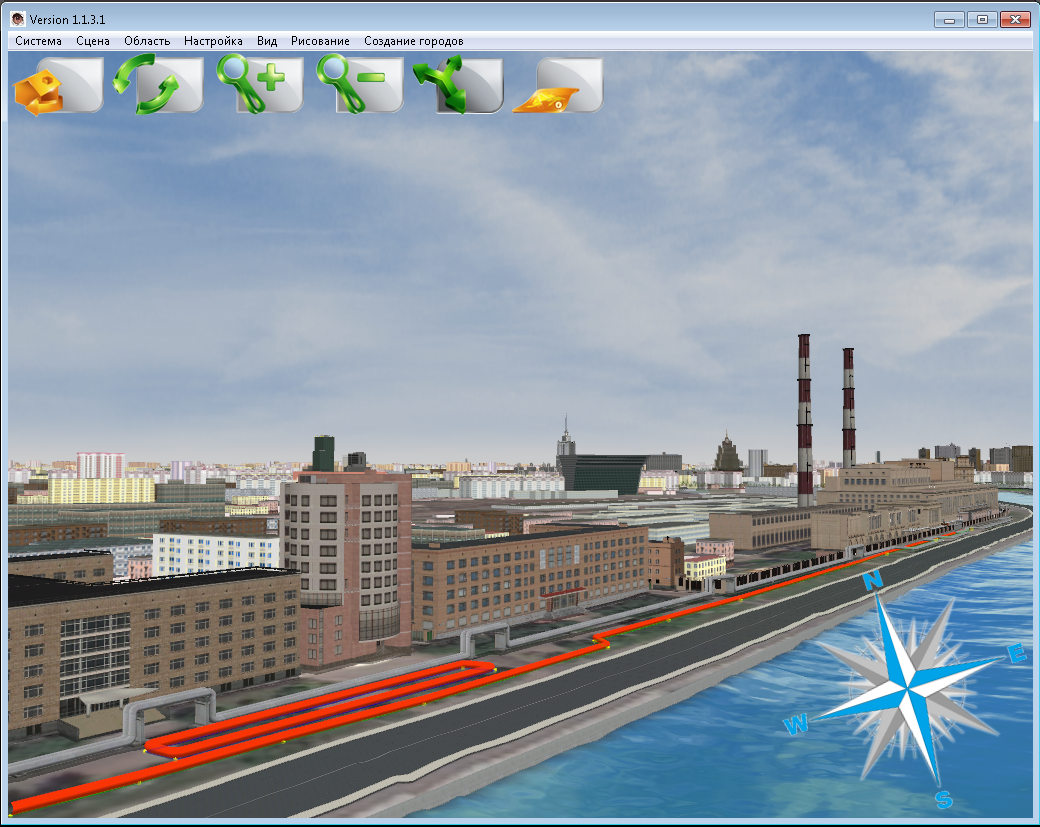 Version 1.1.3.1
Система Сцена Область Настройка Вид Рисование Создание городов
N
E
W
S